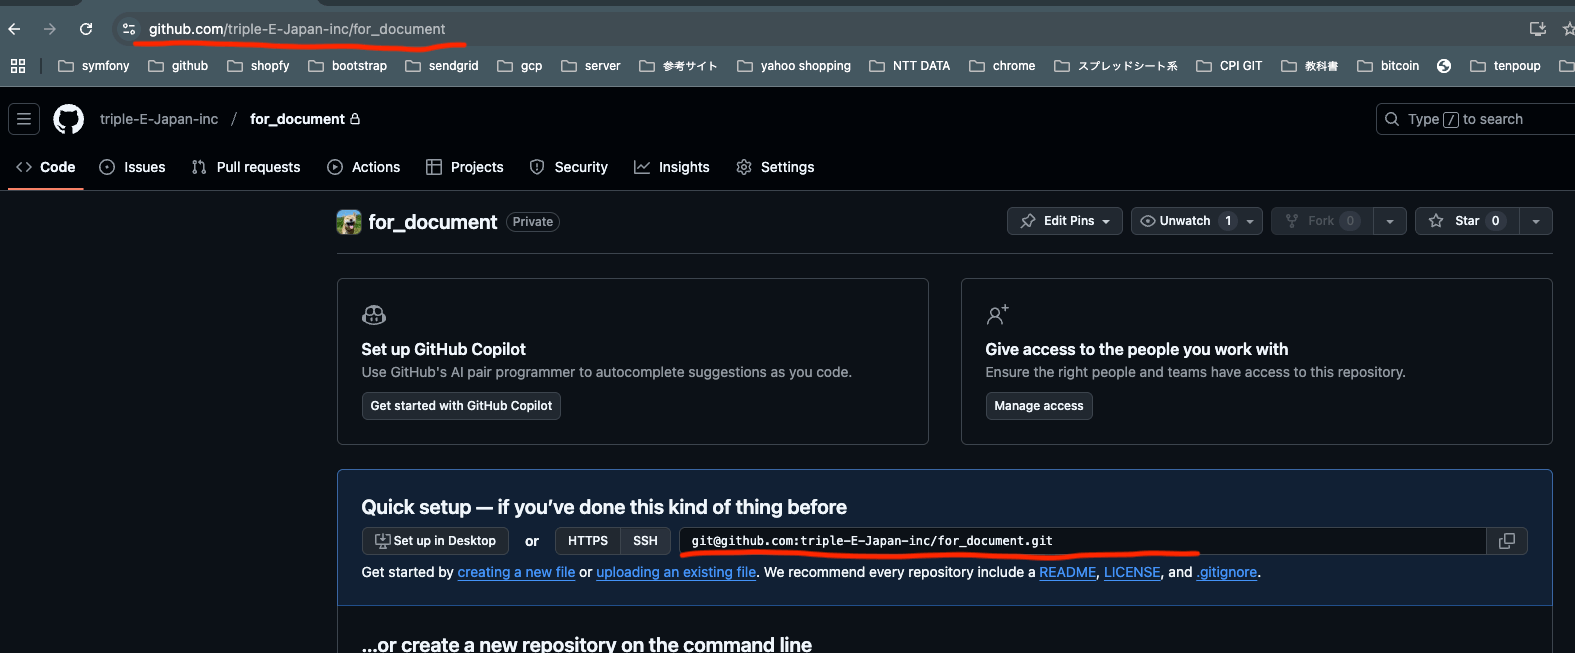 github.com/triple-E-Japan-inc/for_document
symfony github shopfy bootstrap sendgrid gcp server 参考サイト yahoo shopping NTT DATA chrome スプレッドシート系 CPI GIT 教科書 bitcoin tenpoup
triple-E-Japan-inc / for_document Type / to search
Code Issues Pull requests Actions Projects Security Insights Settings
for_document Private Edit Pins Unwatch 1 Fork 0 Star 0
Set up GitHub Copilot
Use GitHub's AI pair programmer to autocomplete suggestions as you code.
Get started with GitHub Copilot
Give access to the people you work with
Ensure the right people and teams have access to this repository.
Manage access
Quick setup — if you've done this kind of thing before
Set up in Desktop or HTTPS SSH git@github.com:triple-E-Japan-inc/for_document.git
Get started by creating a new file or uploading an existing file. We recommend every repository include a README, LICENSE, and .gitignore.
...or create a new repository on the command line